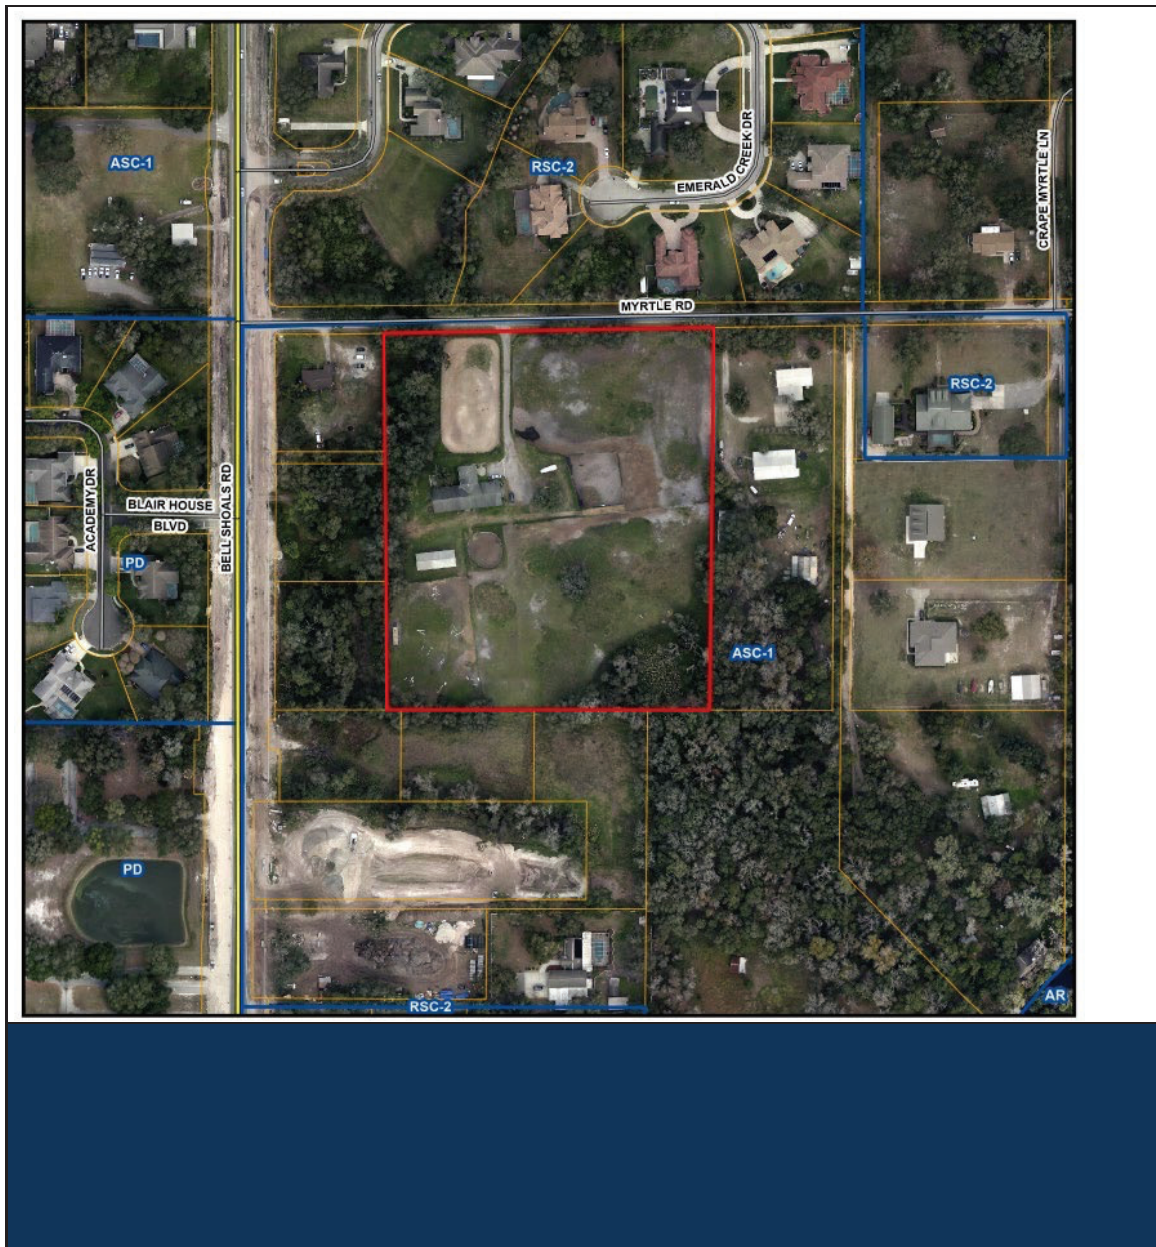 ASC-1
RSC-2
EMERALD CREEK DR
CRAPE MYRTLE LN
MYRTLE RD
RSC-2
ACADEMY DR
BLAIR HOUSE
BLVD
BELL SHOALS RD
PD
ASC-1
PD
RSC-2
AR